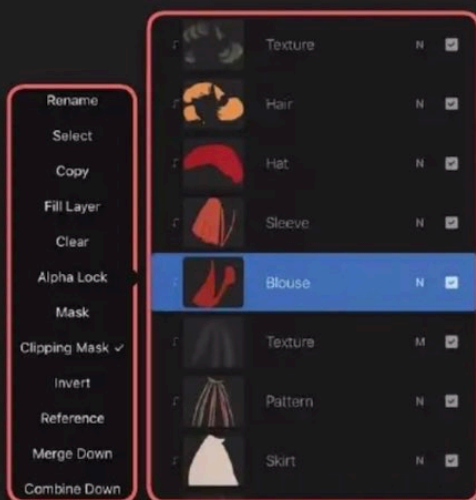 Rename
Select
Copy
Fill Layer
Clear
Alpha Lock
Mask
Clipping Mask ✓
Invert
Reference
Merge Down
Combine Down
Texture N
Hair N
Hat N
Sleeve N
Blouse N
Texture M
Pattern N
Skirt N